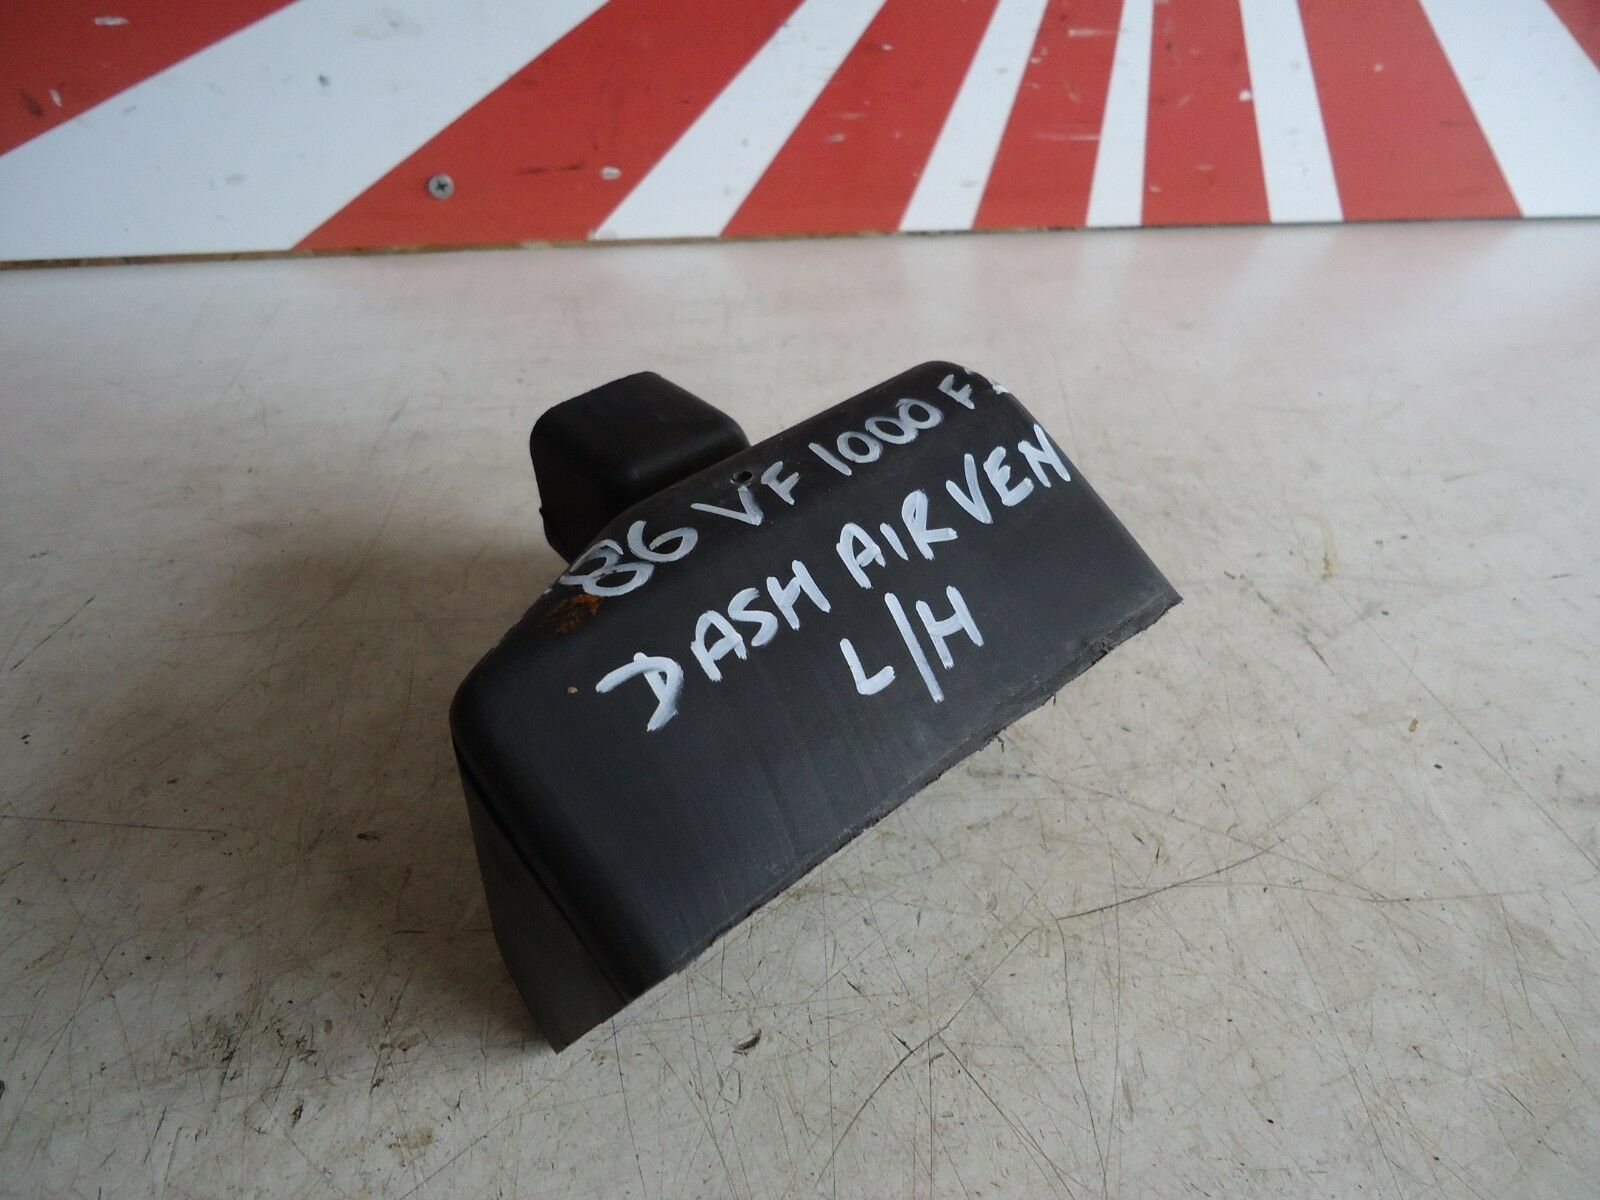 86 VF 1000 F
DASH AIR VEN
L/H